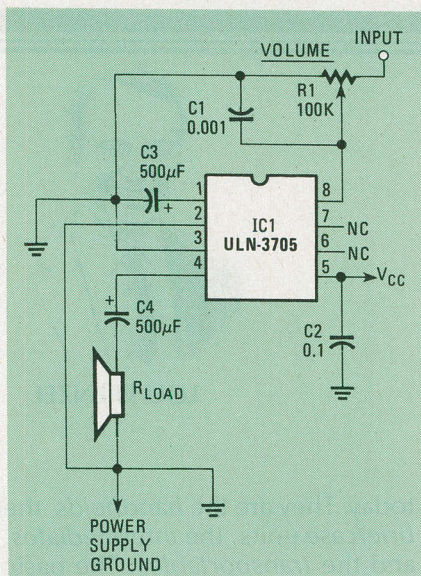 INPUT
VOLUME
R1
100K
C1
0.001
C3
500μF
+
1
2
3
4
IC1
ULN-3705
8
7
6
5
NC
NC
VCC
+
C4
500μF
C2
0.1
RLOAD
POWER
SUPPLY
GROUND